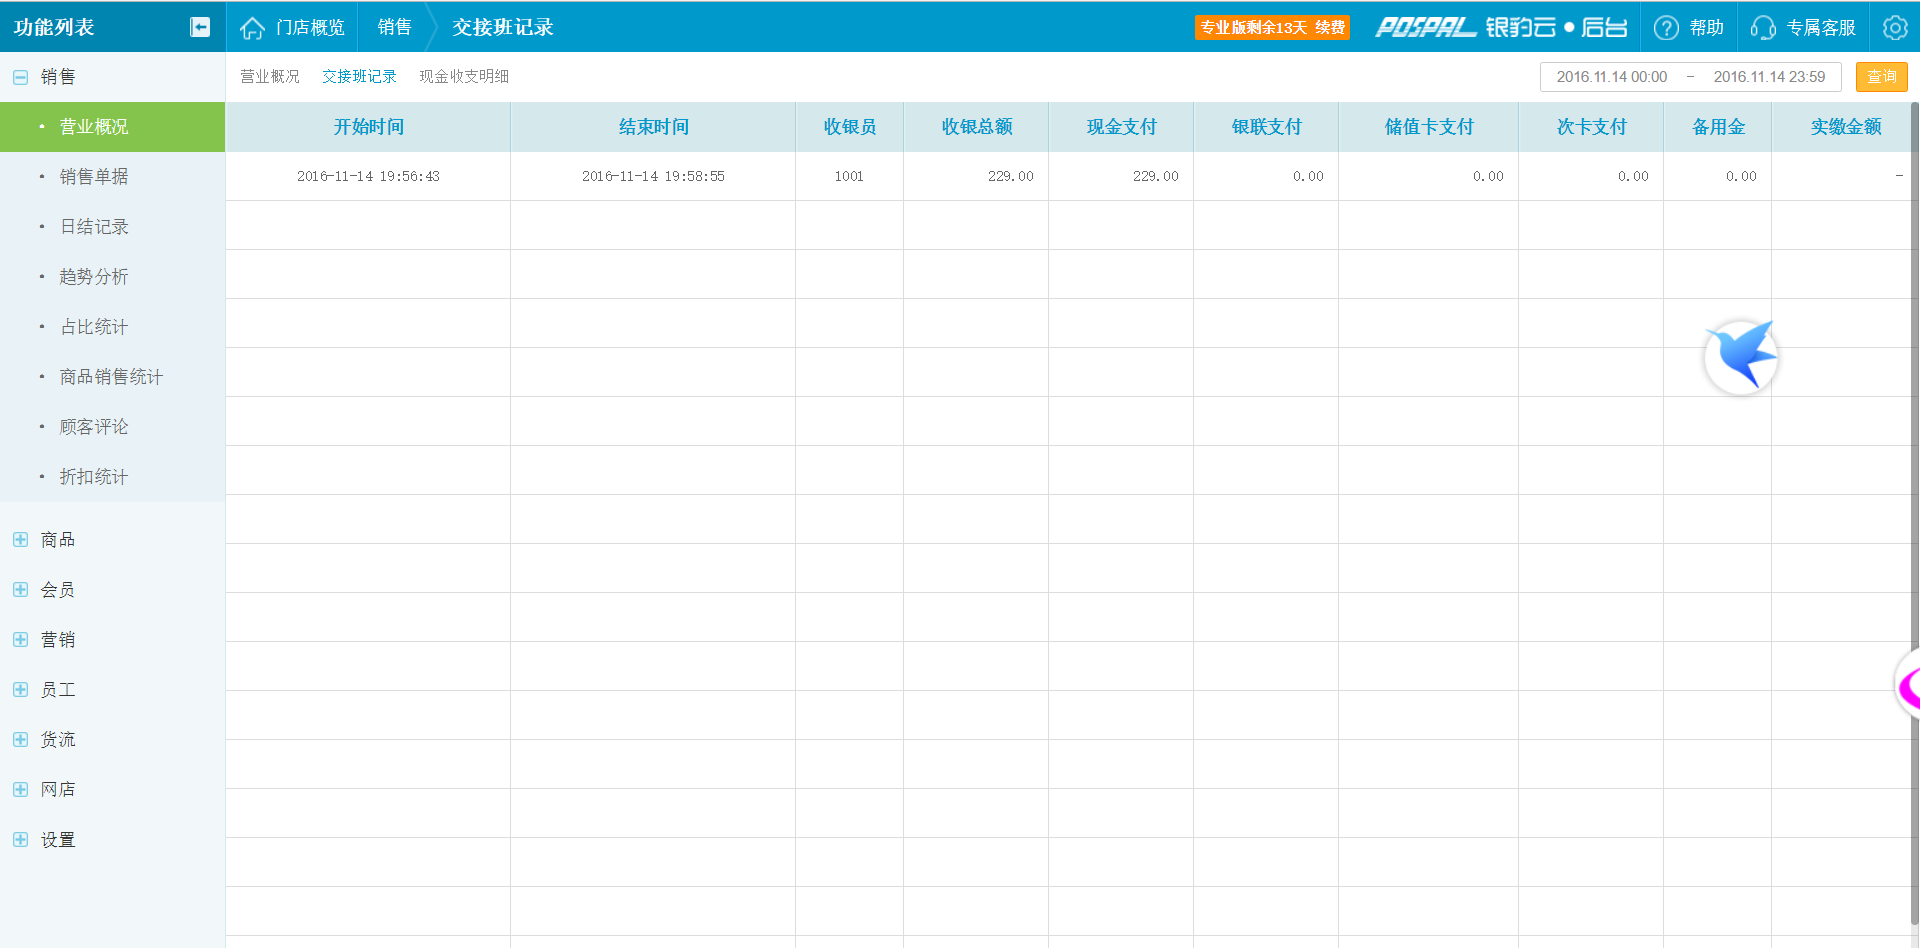 功能列表
门店概览 销售 交接班记录
专业版剩余13天 续费
POSPAL 银豹云●后台
帮助
专属客服
销售
营业概况 交接班记录 现金收支明细
2016.11.14 00:00 - 2016.11.14 23:59
查询
营业概况
销售单据
日结记录
趋势分析
占比统计
商品销售统计
顾客评论
折扣统计
商品
会员
营销
员工
货流
网店
设置
开始时间 结束时间 收银员 收银总额 现金支付 银联支付 储值卡支付 次卡支付 备用金 实缴金额
2016-11-14 19:56:43 2016-11-14 19:58:55 1001 229.00 229.00 0.00 0.00 0.00 0.00 -